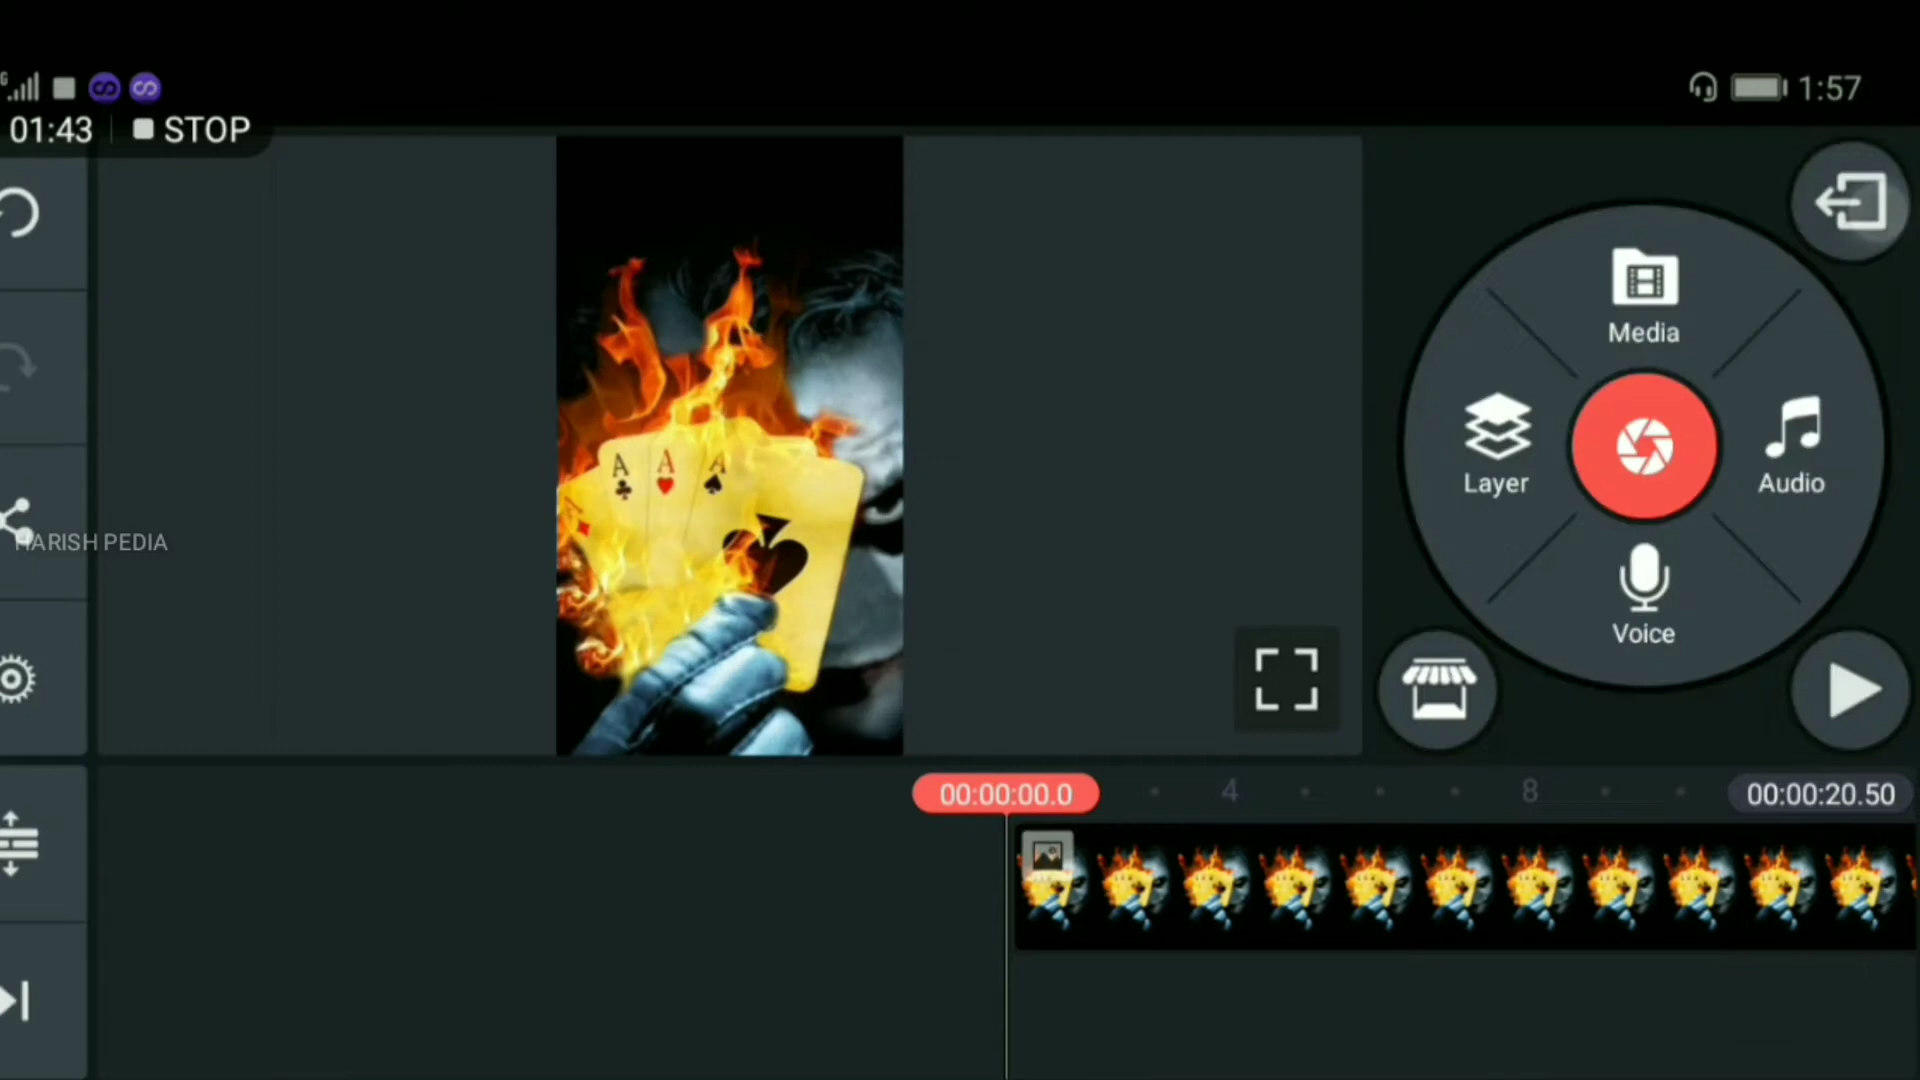 1:57
01:43 STOP
Media
Layer
Audio
Voice
A A A
HARISH PEDIA
00:00:00.0 4 8 00:00:20.50